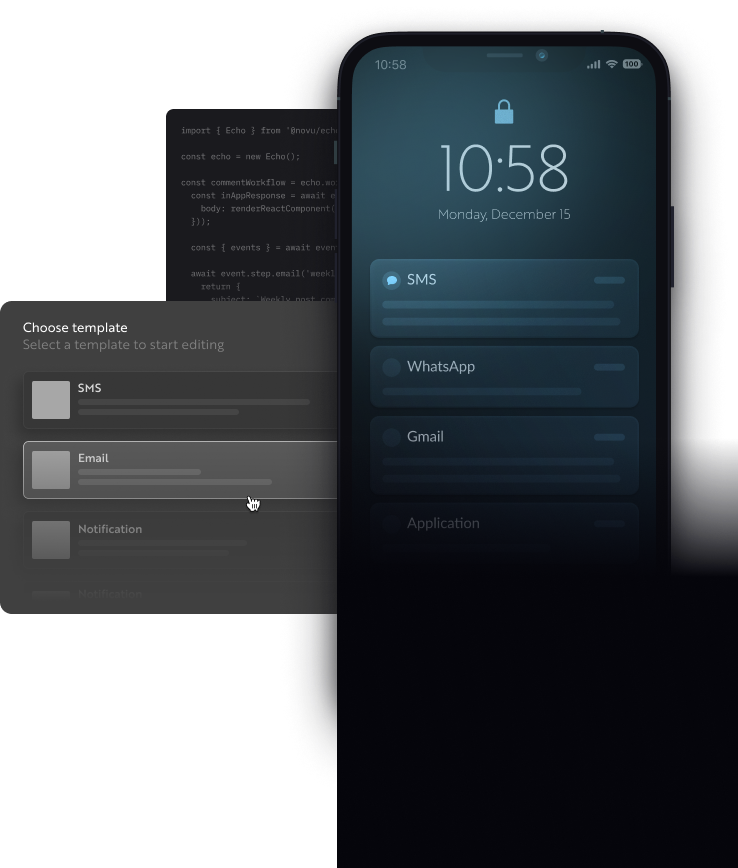 10:58
100
10:58
Monday, December 15
SMS
WhatsApp
Gmail
Application
import { Echo } from '@novu/echo
const echo = new Echo();
const commentWorkflow = echo.wo
const inAppResponse = await e
body: renderReactComponent(
}));
const { events } = await even
await event.step.email('weekl
return {
subject: `Weekly post com
Choose template
Select a template to start editing
SMS
Email
Notification
Notification